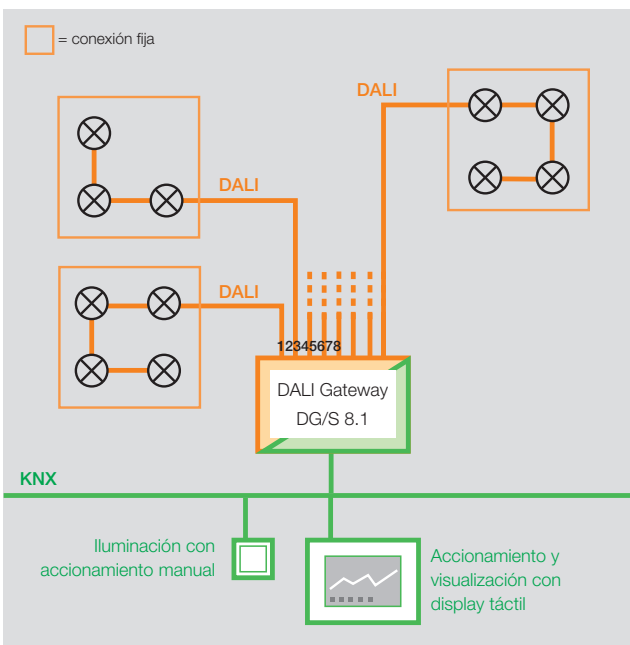 = conexión fija
DALI
DALI
DALI
12345678
DALI Gateway
DG/S 8.1
KNX
Iluminación con
accionamiento manual
Accionamiento y
visualización con
display táctil